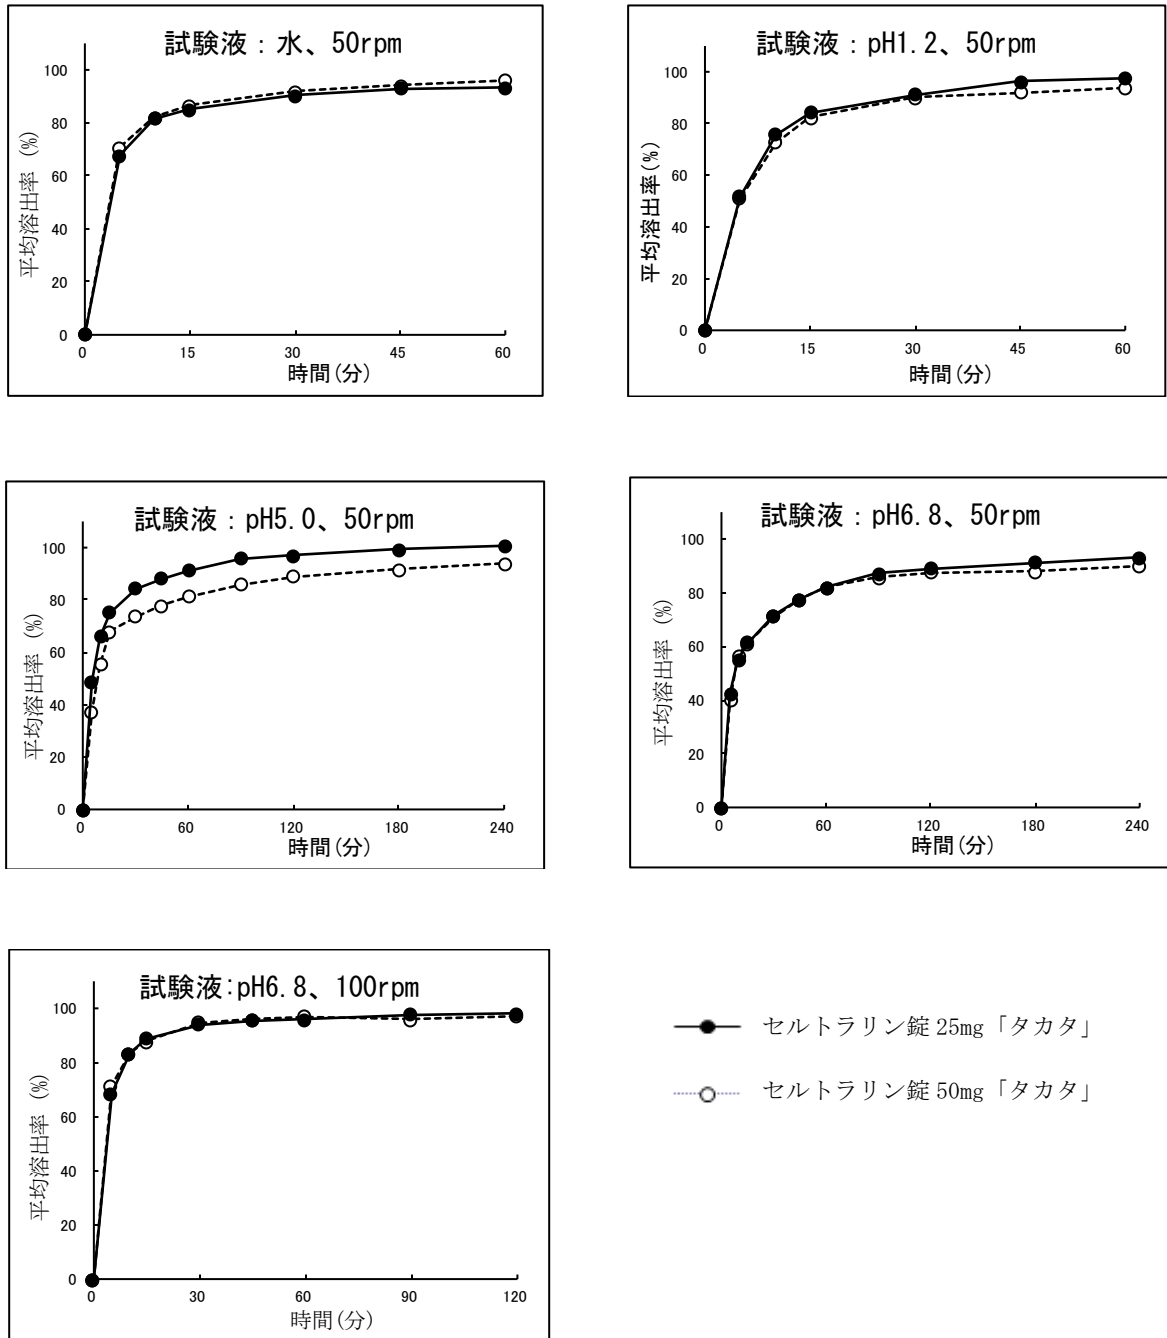 試験液：水、50rpm
平均溶出率 (%)
100
80
60
40
20
0
0 15 30 45 60
時間(分)
試験液：pH1.2、50rpm
平均溶出率(%)
100
80
60
40
20
0
0 15 30 45 60
時間(分)
試験液：pH5.0、50rpm
平均溶出率 (%)
100
80
60
40
20
0
0 60 120 180 240
時間(分)
試験液：pH6.8、50rpm
平均溶出率 (%)
100
80
60
40
20
0
0 60 120 180 240
時間(分)
試験液:pH6.8、100rpm
平均溶出率 (%)
100
80
60
40
20
0
0 30 60 90 120
時間(分)
セルトラリン錠 25mg「タカタ」
セルトラリン錠 50mg「タカタ」